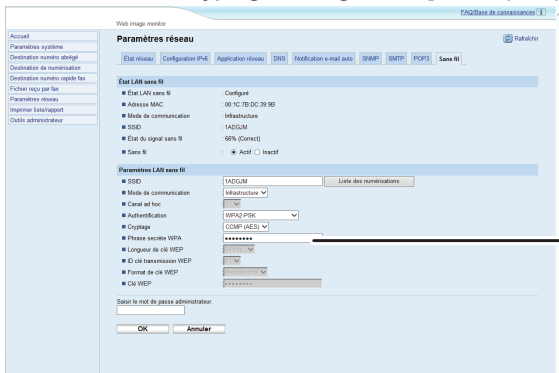 FAQ/Base de connaissances
Web image monitor
Accueil
Paramètres système
Destination numéro abrégé
Destination de numérisation
Destination numéro rapide fax
Fichier reçu par fax
Paramètres réseau
Imprimer liste/rapport
Outils administrateur
Paramètres réseau
Rafraîchir
État réseau Configuration IPv6 Application réseau DNS Notification e-mail auto SNMP SMTP POP3 Sans fil
État LAN sans fil
État LAN sans fil : Configuré
Adresse MAC : 00:1C:7B:DC:39:9B
Mode de communication : Infrastructure
SSID : 1ADGJM
État du signal sans fil : 66% (Correct)
Sans fil : Actif Inactif
Paramètres LAN sans fil
SSID : 1ADGJM Liste des numérisations
Mode de communication : Infrastructure
Canal ad hoc
Authentification : WPA2-PSK
Cryptage : CCMP (AES)
Phrase secrète WPA : ••••••••
Longueur de clé WEP
ID clé transmission WEP
Format de clé WEP : Hexadécimal
Clé WEP
Saisir le mot de passe administrateur.
OK Annuler